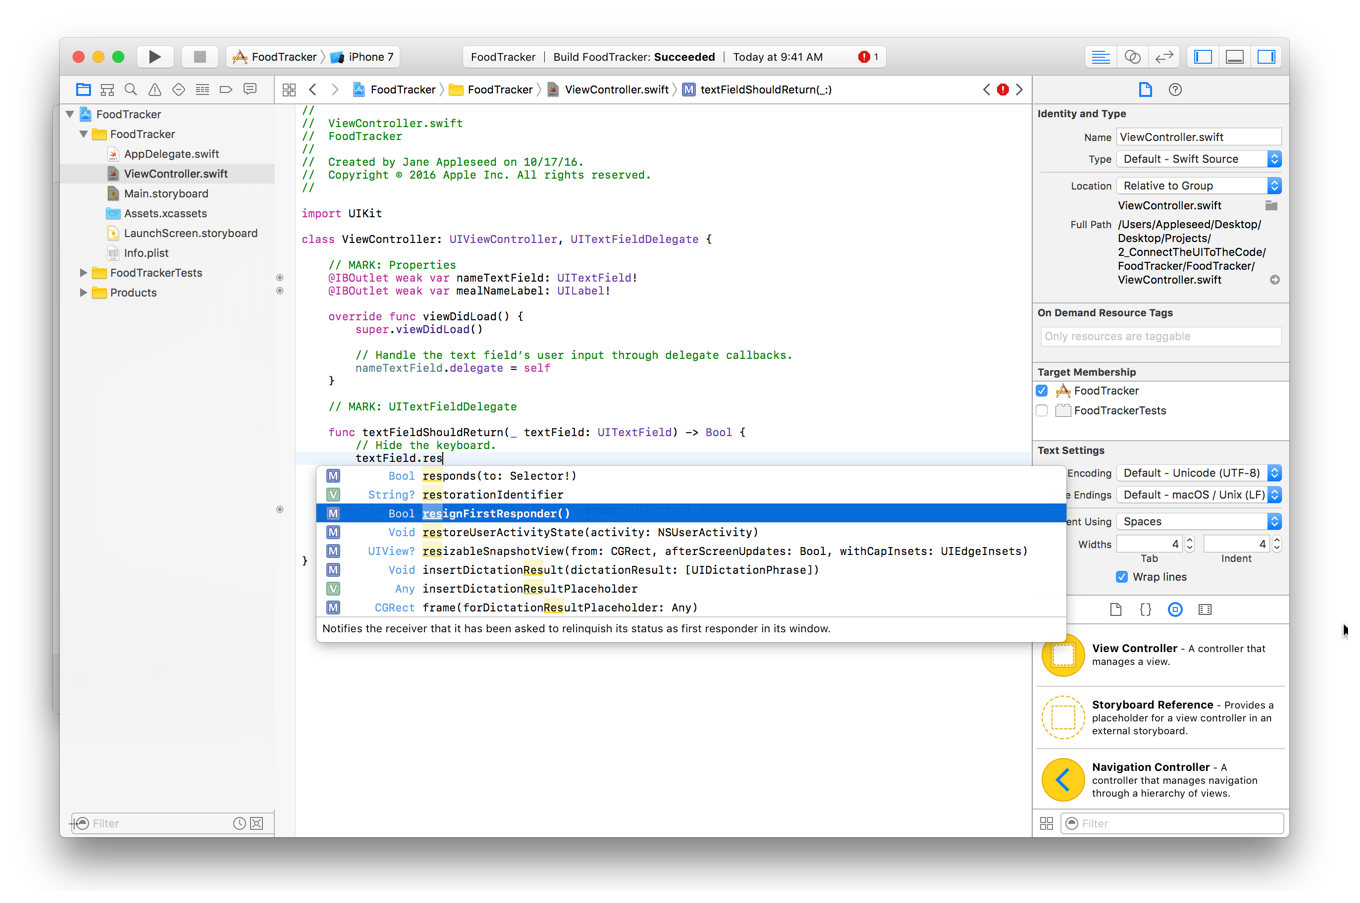 FoodTracker iPhone 7
FoodTracker | Build FoodTracker: Succeeded | Today at 9:41 AM 1
FoodTracker FoodTracker ViewController.swift M textFieldShouldReturn(_:)
FoodTracker
FoodTracker
AppDelegate.swift
ViewController.swift
Main.storyboard
Assets.xcassets
LaunchScreen.storyboard
Info.plist
FoodTrackerTests
Products
Filter
//
// ViewController.swift
// FoodTracker
//
// Created by Jane Appleseed on 10/17/16.
// Copyright © 2016 Apple Inc. All rights reserved.
//
import UIKit
class ViewController: UIViewController, UITextFieldDelegate {
// MARK: Properties
@IBOutlet weak var nameTextField: UITextField!
@IBOutlet weak var mealNameLabel: UILabel!
override func viewDidLoad() {
super.viewDidLoad()
// Handle the text field's user input through delegate callbacks.
nameTextField.delegate = self
}
// MARK: UITextFieldDelegate
func textFieldShouldReturn(_ textField: UITextField) -> Bool {
// Hide the keyboard.
textField.res
M Bool responds(to: Selector!)
V String? restorationIdentifier
M Bool resignFirstResponder()
M Void restoreUserActivityState(activity: NSUserActivity)
M UIView? resizableSnapshotView(from: CGRect, afterScreenUpdates: Bool, withCapInsets: UIEdgeInsets)
M Void insertDictationResult(dictationResult: [UIDictationPhrase])
V Any insertDictationResultPlaceholder
M CGRect frame(forDictationResultPlaceholder: Any)
Notifies the receiver that it has been asked to relinquish its status as first responder in its window.
}
Identity and Type
Name ViewController.swift
Type Default - Swift Source
Location Relative to Group
ViewController.swift
Full Path /Users/Appleseed/Desktop/
Desktop/Projects/
2_ConnectTheUIToTheCode/
FoodTracker/FoodTracker/
ViewController.swift
On Demand Resource Tags
Only resources are taggable
Target Membership
FoodTracker
FoodTrackerTests
Text Settings
Encoding Default - Unicode (UTF-8)
e Endings Default - macOS / Unix (LF)
ent Using Spaces
Widths 4 4
Tab Indent
Wrap lines
{}
View Controller - A controller that
manages a view.
Storyboard Reference - Provides a
placeholder for a view controller in an
external storyboard.
Navigation Controller - A
controller that manages navigation
through a hierarchy of views.
Filter